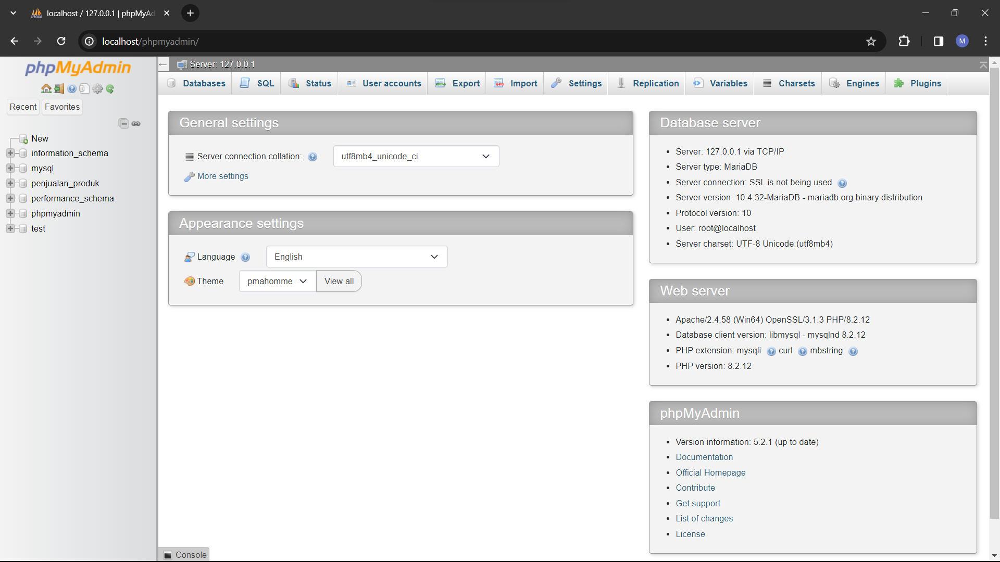 localhost / 127.0.0.1 | phpMyAd
localhost/phpmyadmin/
M
phpMyAdmin
Recent
Favorites
New
information_schema
mysql
penjualan_produk
performance_schema
phpmyadmin
test
Server: 127.0.0.1
Databases
SQL
Status
User accounts
Export
Import
Settings
Replication
Variables
Charsets
Engines
Plugins
General settings
Server connection collation:
utf8mb4_unicode_ci
More settings
Appearance settings
Language
English
Theme
pmahomme
View all
Database server
Server: 127.0.0.1 via TCP/IP
Server type: MariaDB
Server connection: SSL is not being used
Server version: 10.4.32-MariaDB - mariadb.org binary distribution
Protocol version: 10
User: root@localhost
Server charset: UTF-8 Unicode (utf8mb4)
Web server
Apache/2.4.58 (Win64) OpenSSL/3.1.3 PHP/8.2.12
Database client version: libmysql - mysqlnd 8.2.12
PHP extension: mysqli curl mbstring
PHP version: 8.2.12
phpMyAdmin
Version information: 5.2.1 (up to date)
Documentation
Official Homepage
Contribute
Get support
List of changes
License
Console